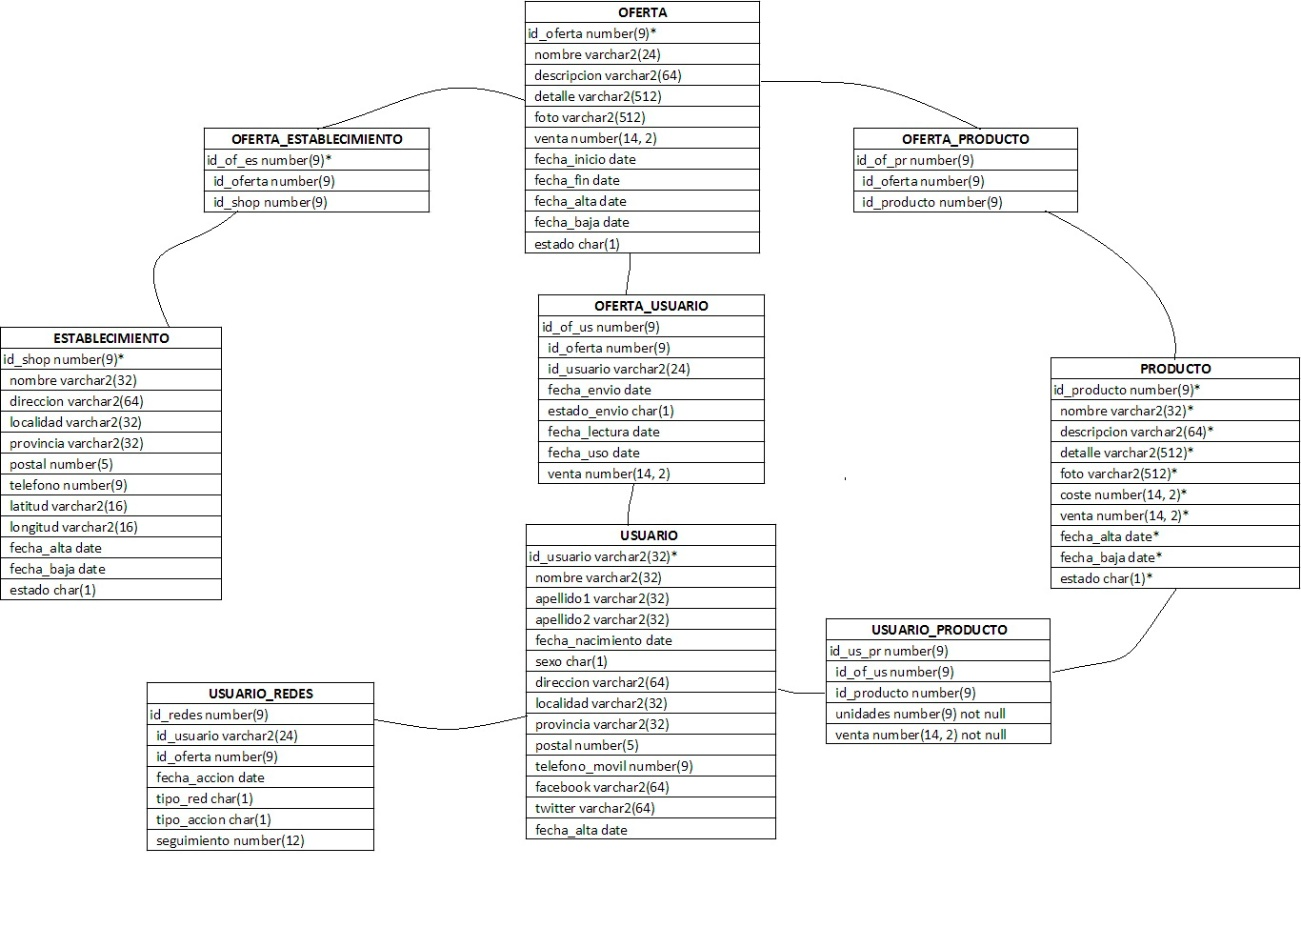 OFERTA
id_oferta number(9)*
nombre varchar2(24)
descripcion varchar2(64)
detalle varchar2(512)
foto varchar2(512)
venta number(14, 2)
fecha_inicio date
fecha_fin date
fecha_alta date
fecha_baja date
estado char(1)
OFERTA_ESTABLECIMIENTO
id_of_es number(9)*
id_oferta number(9)
id_shop number(9)
OFERTA_PRODUCTO
id_of_pr number(9)
id_oferta number(9)
id_producto number(9)
OFERTA_USUARIO
id_of_us number(9)
id_oferta number(9)
id_usuario varchar2(24)
fecha_envio date
estado_envio char(1)
fecha_lectura date
fecha_uso date
venta number(14, 2)
ESTABLECIMIENTO
id_shop number(9)*
nombre varchar2(32)
direccion varchar2(64)
localidad varchar2(32)
provincia varchar2(32)
postal number(5)
telefono number(9)
latitud varchar2(16)
longitud varchar2(16)
fecha_alta date
fecha_baja date
estado char(1)
PRODUCTO
id_producto number(9)*
nombre varchar2(32)*
descripcion varchar2(64)*
detalle varchar2(512)*
foto varchar2(512)*
coste number(14, 2)*
venta number(14, 2)*
fecha_alta date*
fecha_baja date*
estado char(1)*
USUARIO
id_usuario varchar2(32)*
nombre varchar2(32)
apellido1 varchar2(32)
apellido2 varchar2(32)
fecha_nacimiento date
sexo char(1)
direccion varchar2(64)
localidad varchar2(32)
provincia varchar2(32)
postal number(5)
telefono_movil number(9)
facebook varchar2(64)
twitter varchar2(64)
fecha_alta date
USUARIO_PRODUCTO
id_us_pr number(9)
id_of_us number(9)
id_producto number(9)
unidades number(9) not null
venta number(14, 2) not null
USUARIO_REDES
id_redes number(9)
id_usuario varchar2(24)
id_oferta number(9)
fecha_accion date
tipo_red char(1)
tipo_accion char(1)
seguimiento number(12)